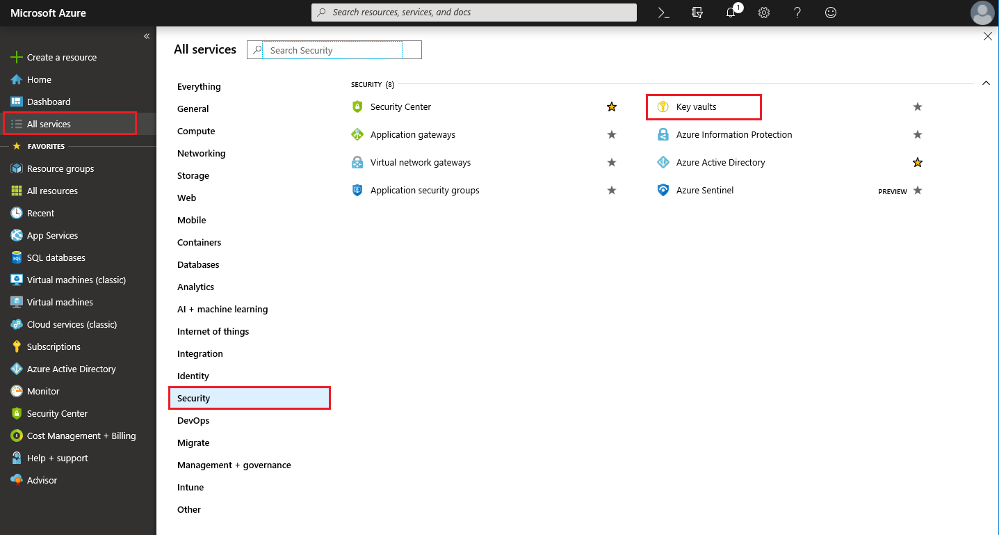 Microsoft Azure
Search resources, services, and docs
1
«
Create a resource
Home
Dashboard
All services
FAVORITES
Resource groups
All resources
Recent
App Services
SQL databases
Virtual machines (classic)
Virtual machines
Cloud services (classic)
Subscriptions
Azure Active Directory
Monitor
Security Center
Cost Management + Billing
Help + support
Advisor
All services
Search Security
Everything
General
Compute
Networking
Storage
Web
Mobile
Containers
Databases
Analytics
AI + machine learning
Internet of things
Integration
Identity
Security
DevOps
Migrate
Management + governance
Intune
Other
SECURITY (8)
Security Center
Key vaults
Application gateways
Azure Information Protection
Virtual network gateways
Azure Active Directory
Application security groups
Azure Sentinel
PREVIEW